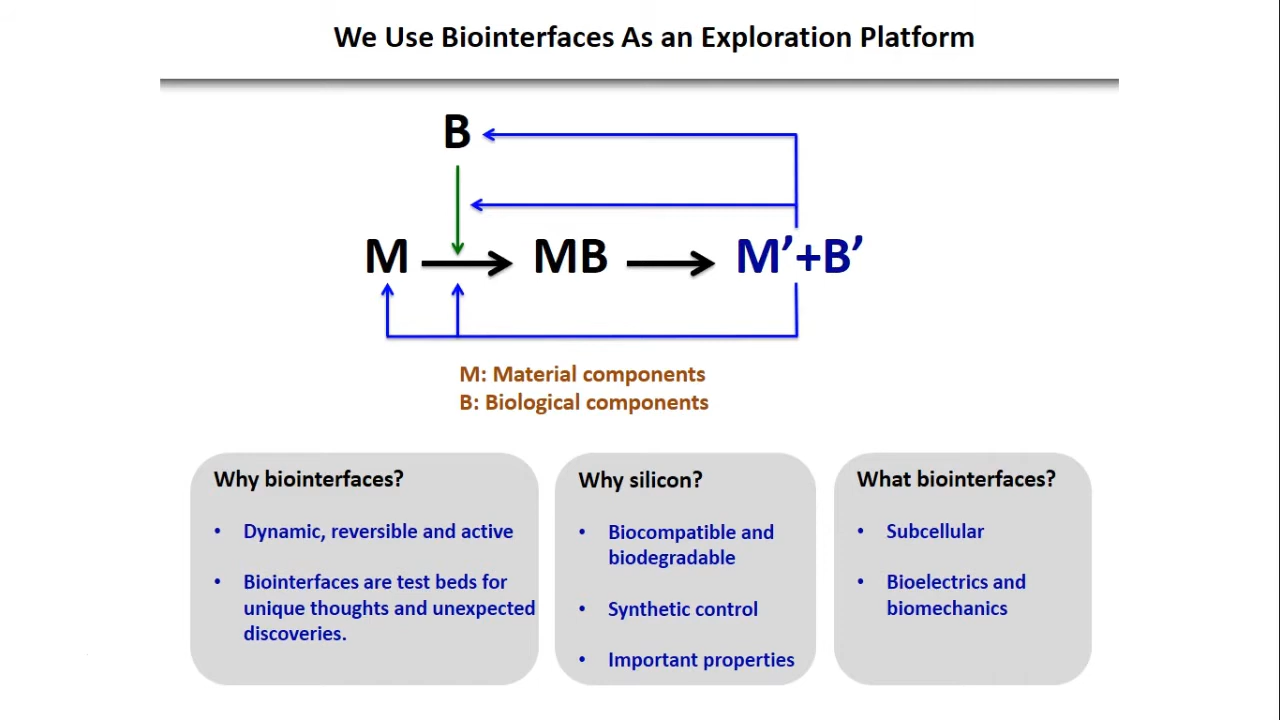 We Use Biointerfaces As an Exploration Platform
B
M
MB
M’+B’
M: Material components
B: Biological components
Why biointerfaces?
• Dynamic, reversible and active
• Biointerfaces are test beds for
unique thoughts and unexpected
discoveries.
Why silicon?
• Biocompatible and
biodegradable
• Synthetic control
• Important properties
What biointerfaces?
• Subcellular
• Bioelectrics and
biomechanics